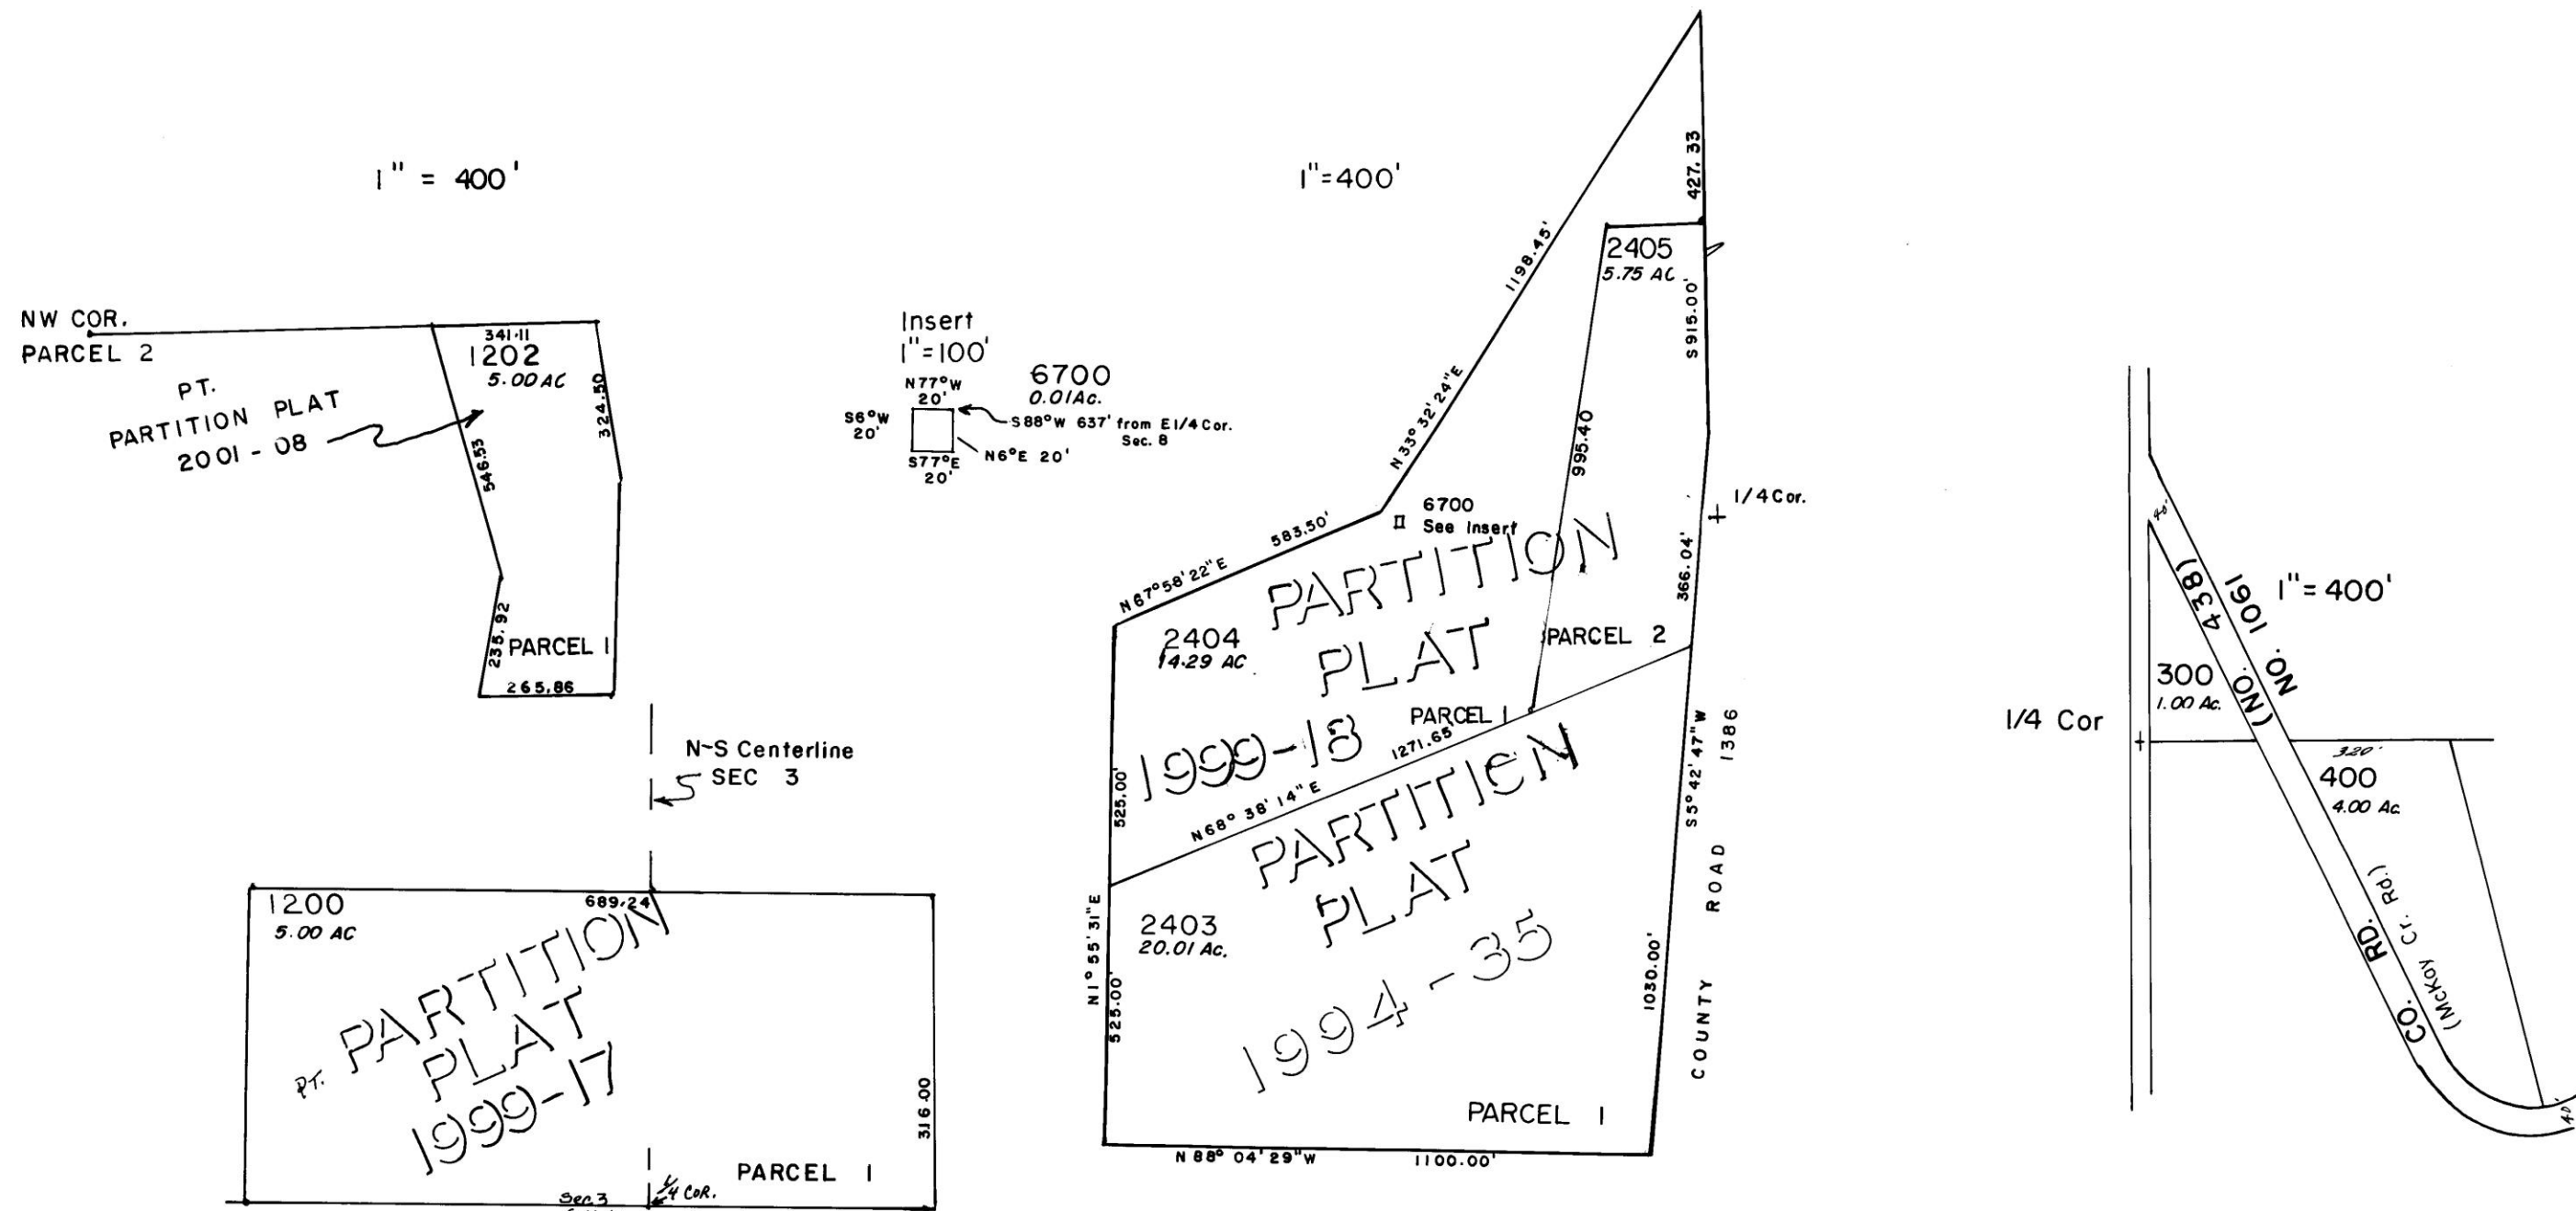 1" = 400'
NW COR.
PARCEL 2
341.11
1202
5.00 AC
324.50
PT.
PARTITION PLAT
2001 - 08
546.53
235.92
PARCEL 1
265.86
N-S Centerline
SEC 3
1200
5.00 AC
689.24
PT. PARTITION
PLAT
1999-17
316.00
PARCEL 1
Sec. 3
1/4 COR.
Insert
1"=100'
N77°W
20'
S6°W
20'
S77°E
20'
N6°E 20'
6700
0.01Ac.
S88°W 637' from E1/4 Cor.
Sec. 8
1"=400'
427.33
1198.45'
N33°32'24"E
2405
5.75 AC
S 915.00'
995.40
583.50'
N67°58'22"E
6700
See Insert
1/4 Cor.
366.04'
PARTITION
PLAT
1999-18
2404
14.29 AC
PARCEL 2
PARCEL 1
1271.65'
N68°38'14"E
525.00'
PARTITION
PLAT
1994-35
2403
20.01 Ac.
N1°55'31"E
525.00'
S5°42'47"W
1030.00'
COUNTY ROAD 1386
PARCEL 1
N88°04'29"W 1100.00'
40'
1"=400'
300
1.00 Ac.
1/4 Cor
320'
400
4.00 Ac.
CO. RD. (NO. 438)
NO. 1061
(McKay Cr. Rd.)
40'